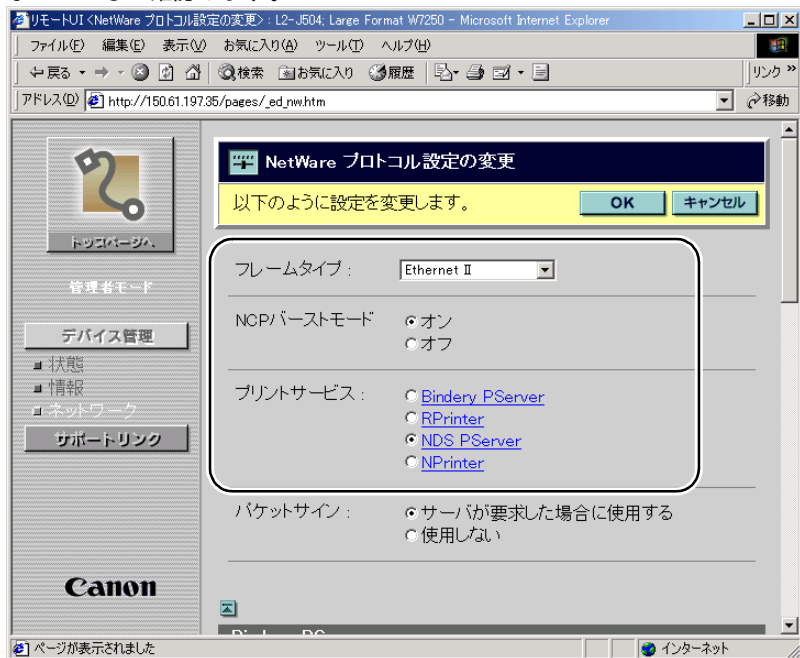 リモートUI <NetWare プロトコル設定の変更> : L2-J504; Large Format W7250 - Microsoft Internet Explorer
ファイル(F) 編集(E) 表示(V) お気に入り(A) ツール(T) ヘルプ(H)
戻る 検索 お気に入り 履歴 リンク »
アドレス(D) http://150.61.197.35/pages/_ed_nw.htm 移動
NetWare プロトコル設定の変更
以下のように設定を変更します。 OK キャンセル
トップページへ
管理者モード
デバイス管理
状態
情報
ネットワーク
サポートリンク
Canon
フレームタイプ : Ethernet II
NCPバーストモード オン
オフ
プリントサービス : Bindery PServer
RPrinter
NDS PServer
NPrinter
パケットサイン : サーバが要求した場合に使用する
使用しない
ページが表示されました インターネット